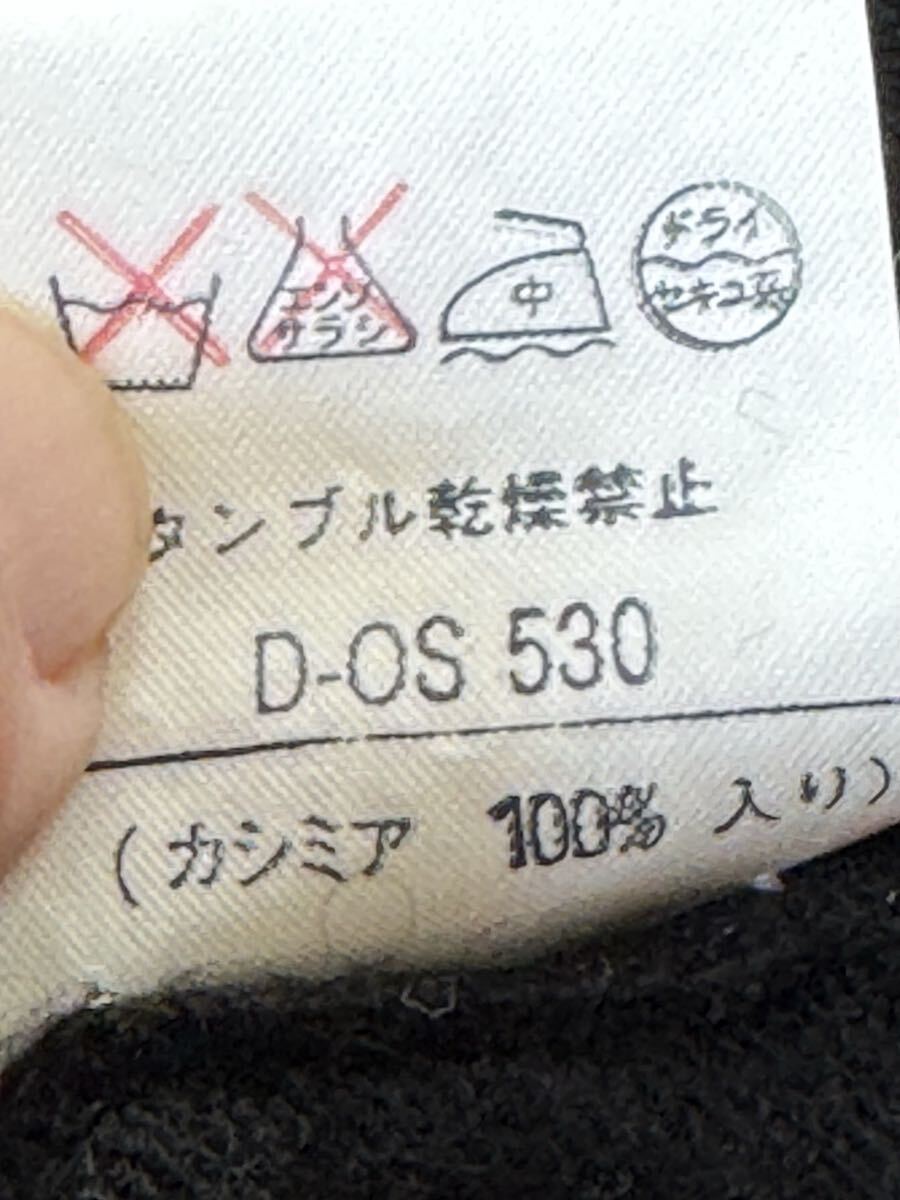 エンソ サラシ 中 ドライ セキユ系
タンブル乾燥禁止
D-OS 530
(カシミア 100% 入り)